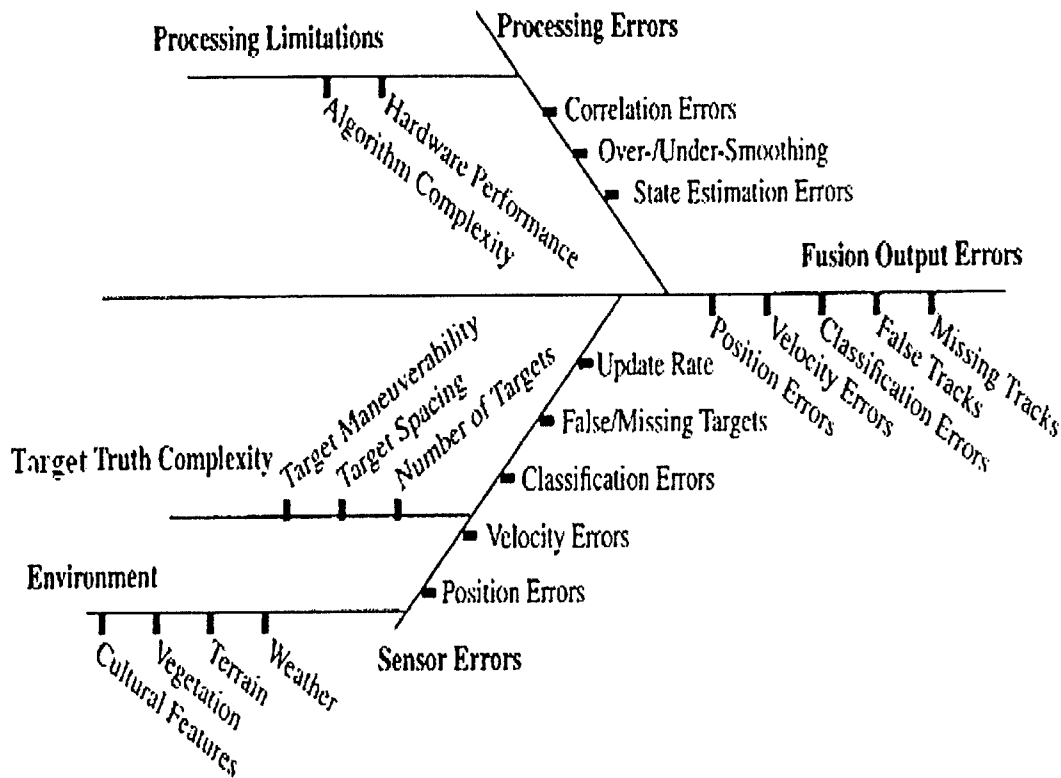 Processing Errors
Processing Limitations
Algorithm Complexity
Hardware Performance
Correlation Errors
Over-/Under-Smoothing
State Estimation Errors
Fusion Output Errors
Position Errors
Velocity Errors
Classification Errors
False Tracks
Missing Tracks
Target Truth Complexity
Target Maneuverability
Target Spacing
Number of Targets
Update Rate
False/Missing Targets
Classification Errors
Velocity Errors
Position Errors
Environment
Cultural Features
Vegetation
Terrain
Weather
Sensor Errors